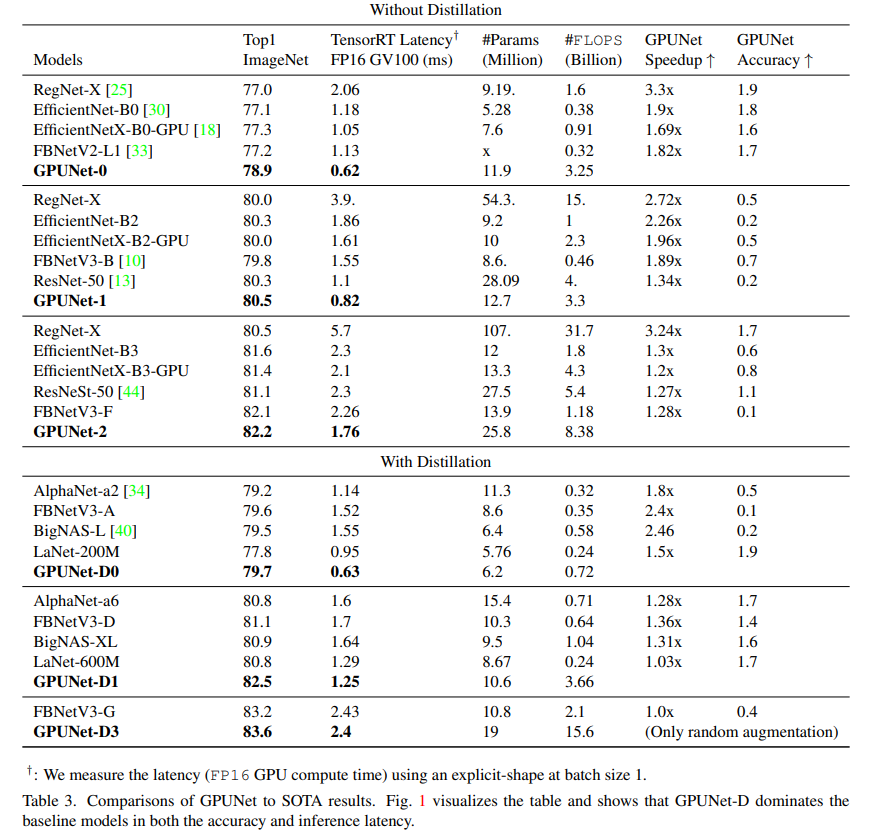 Without Distillation
Models Top1 ImageNet TensorRT Latency† FP16 GV100 (ms) #Params (Million) #FLOPS (Billion) GPUNet Speedup ↑ GPUNet Accuracy ↑
RegNet-X [25] 77.0 2.06 9.19. 1.6 3.3x 1.9
EfficientNet-B0 [30] 77.1 1.18 5.28 0.38 1.9x 1.8
EfficientNetX-B0-GPU [18] 77.3 1.05 7.6 0.91 1.69x 1.6
FBNetV2-L1 [33] 77.2 1.13 x 0.32 1.82x 1.7
GPUNet-0 78.9 0.62 11.9 3.25
RegNet-X 80.0 3.9. 54.3. 15. 2.72x 0.5
EfficientNet-B2 80.3 1.86 9.2 1 2.26x 0.2
EfficientNetX-B2-GPU 80.0 1.61 10 2.3 1.96x 0.5
FBNetV3-B [10] 79.8 1.55 8.6. 0.46 1.89x 0.7
ResNet-50 [13] 80.3 1.1 28.09 4. 1.34x 0.2
GPUNet-1 80.5 0.82 12.7 3.3
RegNet-X 80.5 5.7 107. 31.7 3.24x 1.7
EfficientNet-B3 81.6 2.3 12 1.8 1.3x 0.6
EfficientNetX-B3-GPU 81.4 2.1 13.3 4.3 1.2x 0.8
ResNeSt-50 [44] 81.1 2.3 27.5 5.4 1.27x 1.1
FBNetV3-F 82.1 2.26 13.9 1.18 1.28x 0.1
GPUNet-2 82.2 1.76 25.8 8.38
With Distillation
AlphaNet-a2 [34] 79.2 1.14 11.3 0.32 1.8x 0.5
FBNetV3-A 79.6 1.52 8.6 0.35 2.4x 0.1
BigNAS-L [40] 79.5 1.55 6.4 0.58 2.46 0.2
LaNet-200M 77.8 0.95 5.76 0.24 1.5x 1.9
GPUNet-D0 79.7 0.63 6.2 0.72
AlphaNet-a6 80.8 1.6 15.4 0.71 1.28x 1.7
FBNetV3-D 81.1 1.7 10.3 0.64 1.36x 1.4
BigNAS-XL 80.9 1.64 9.5 1.04 1.31x 1.6
LaNet-600M 80.8 1.29 8.67 0.24 1.03x 1.7
GPUNet-D1 82.5 1.25 10.6 3.66
FBNetV3-G 83.2 2.43 10.8 2.1 1.0x 0.4
GPUNet-D3 83.6 2.4 19 15.6 (Only random augmentation)
†: We measure the latency (FP16 GPU compute time) using an explicit-shape at batch size 1.
Table 3. Comparisons of GPUNet to SOTA results. Fig. 1 visualizes the table and shows that GPUNet-D dominates the
baseline models in both the accuracy and inference latency.